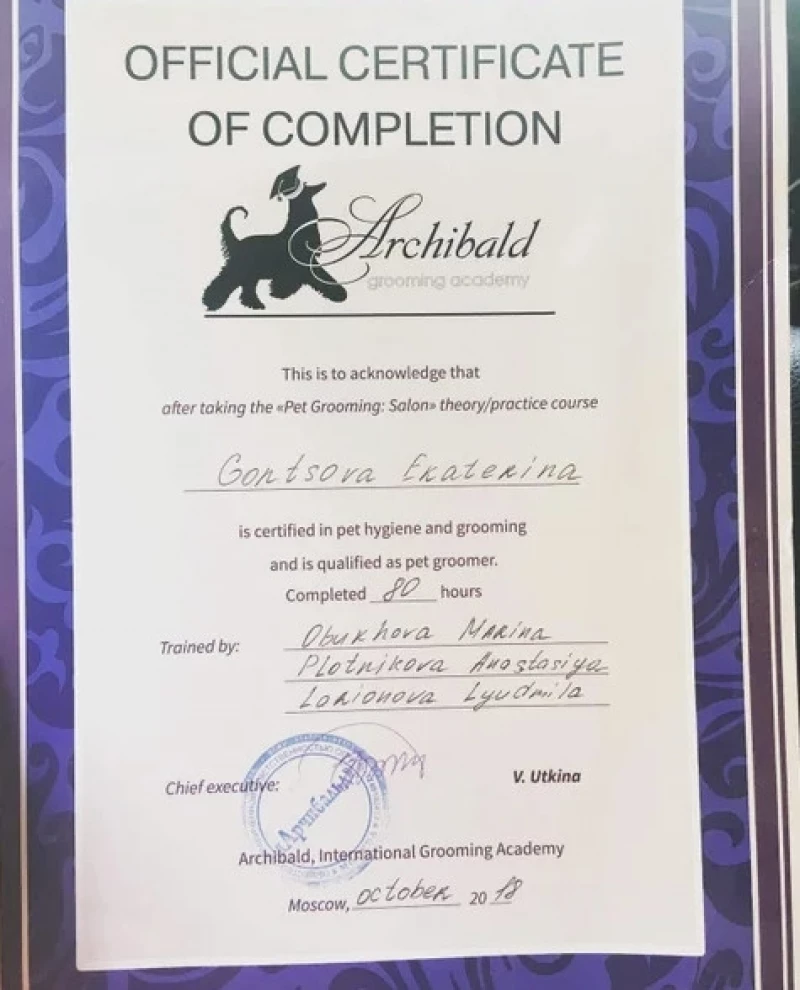 OFFICIAL CERTIFICATE
OF COMPLETION
Archibald
grooming academy
This is to acknowledge that
after taking the «Pet Grooming: Salon» theory/practice course
Gortsova Ekaterina
is certified in pet hygiene and grooming
and is qualified as pet groomer.
Completed 80 hours
Trained by: Obukhova Marina
Plotnikova Anastasiya
Larionova Lyudmila
Chief executive: V. Utkina
«Арчибальд»
Archibald, International Grooming Academy
Moscow, october 2018